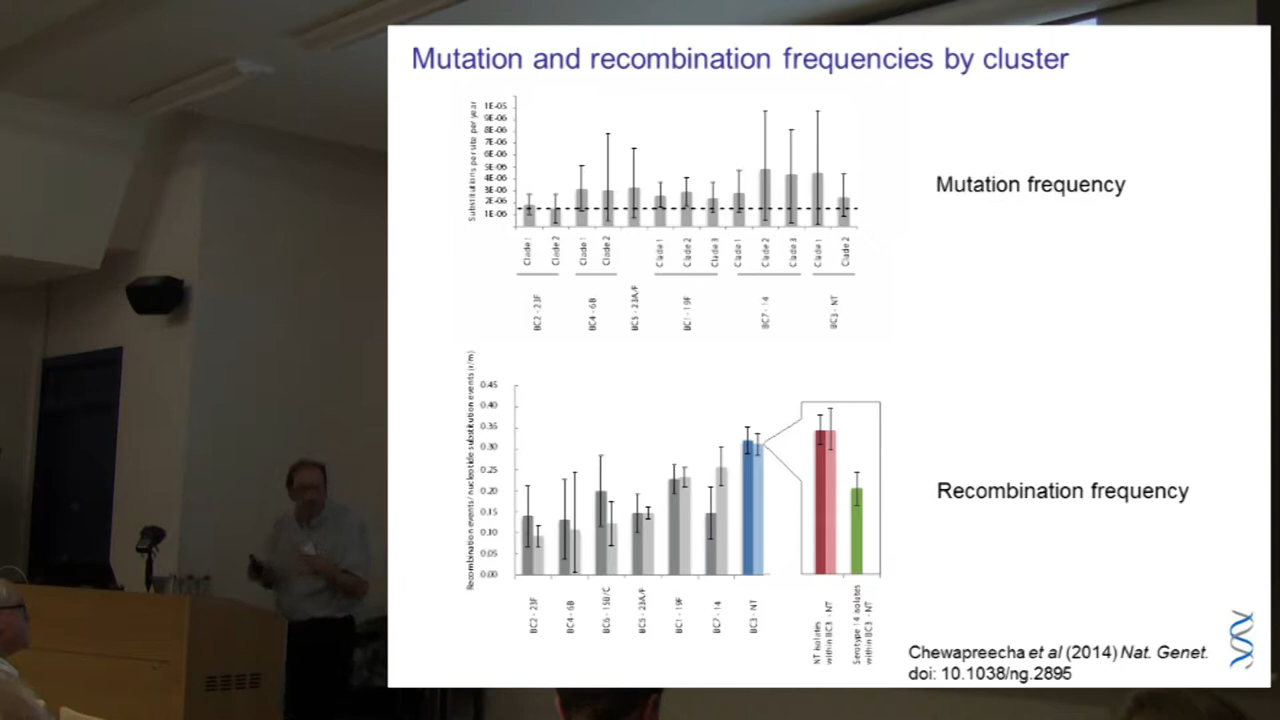 Mutation and recombination frequencies by cluster
Substitutions per site per year
1E-05
9E-06
8E-06
7E-06
6E-06
5E-06
4E-06
3E-06
2E-06
1E-06
Clade 1
Clade 2
Clade 1
Clade 2
Clade 1
Clade 2
Clade 3
Clade 1
Clade 2
Clade 3
Clade 1
Clade 2
BC2 - 23F
BC4 - 6B
BC5 - 23A/F
BC1 - 19F
BC7 - 14
BC3 - NT
Mutation frequency
Recombination events/ nucleotide substitution events (r/m)
0.45
0.40
0.35
0.30
0.25
0.20
0.15
0.10
0.05
0.00
BC2 - 23F
BC4 - 6B
BC6 - 15B/C
BC5 - 23A/F
BC1 - 19F
BC7 - 14
BC3 - NT
NT isolates
within BC3 - NT
Serotype 14 isolates
within BC3 - NT
Recombination frequency
Chewapreecha et al (2014) Nat. Genet.
doi: 10.1038/ng.2895